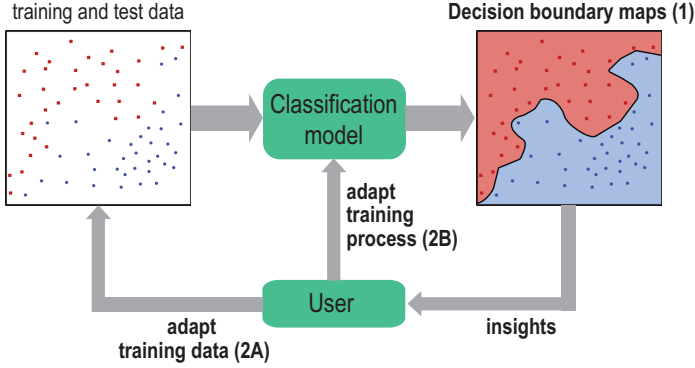 training and test data
Decision boundary maps (1)
Classification
model
adapt
training
process (2B)
User
adapt
training data (2A)
insights